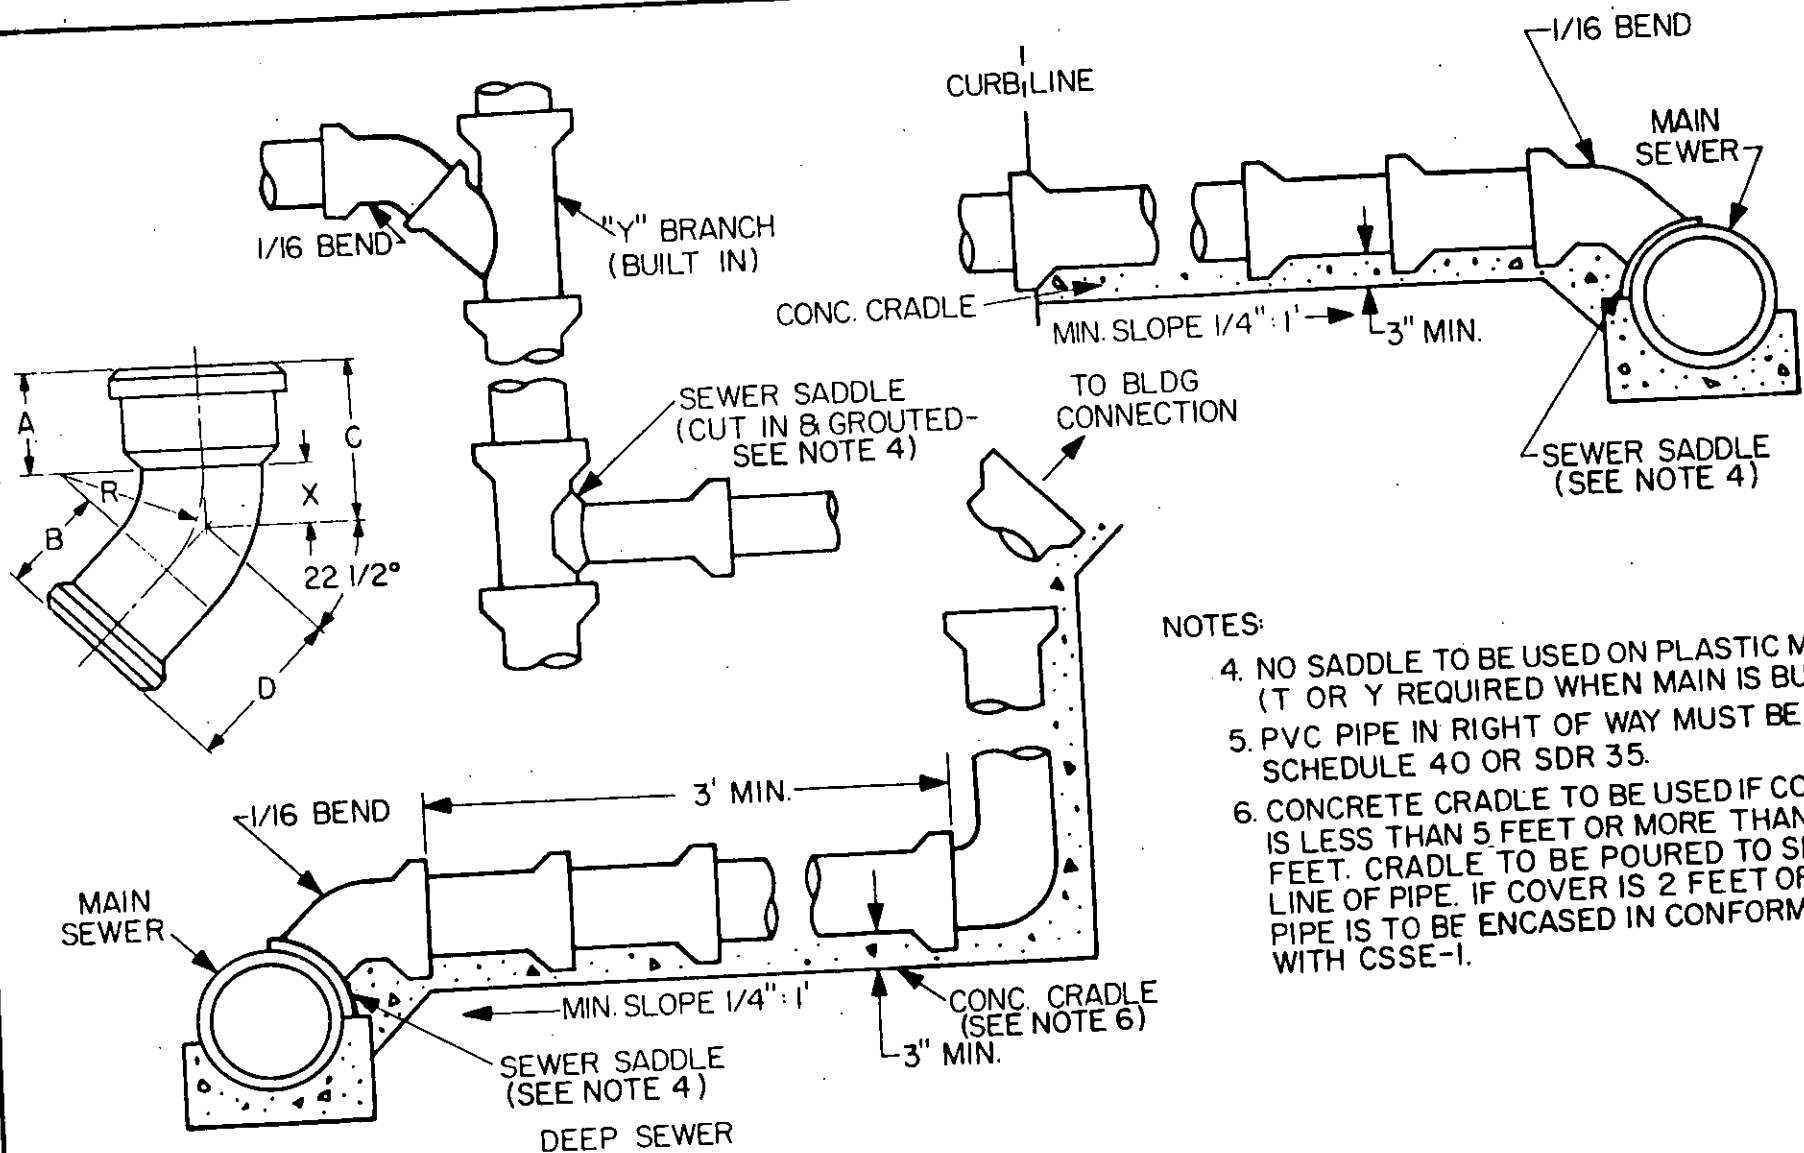 1/16 BEND
CURB LINE
MAIN
SEWER
1/16 BEND
"Y" BRANCH
(BUILT IN)
CONC. CRADLE
MIN. SLOPE 1/4":1'
3" MIN.
A
C
R
X
B
22 1/2°
D
SEWER SADDLE
(CUT IN & GROUTED-
SEE NOTE 4)
TO BLDG
CONNECTION
SEWER SADDLE
(SEE NOTE 4)
NOTES:
4. NO SADDLE TO BE USED ON PLASTIC
(T OR Y REQUIRED WHEN MAIN IS
5. PVC PIPE IN RIGHT OF WAY MUST BE
SCHEDULE 40 OR SDR 35.
6. CONCRETE CRADLE TO BE USED IF
IS LESS THAN 5 FEET OR MORE THAN
FEET. CRADLE TO BE POURED TO
LINE OF PIPE. IF COVER IS 2 FEET OR
PIPE IS TO BE ENCASED IN
WITH CSSE-1.
3' MIN.
1/16 BEND
MAIN
SEWER
MIN. SLOPE 1/4":1'
CONC. CRADLE
(SEE NOTE 6)
3" MIN.
SEWER SADDLE
(SEE NOTE 4)
DEEP SEWER